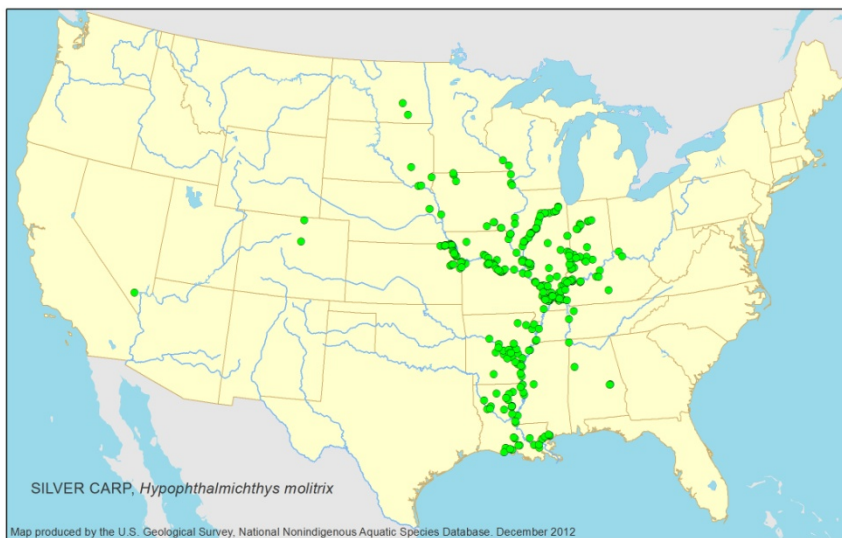 SILVER CARP, Hypophthalmichthys molitrix
Map produced by the U.S. Geological Survey, National Nonindigenous Aquatic Species Database. December 2012